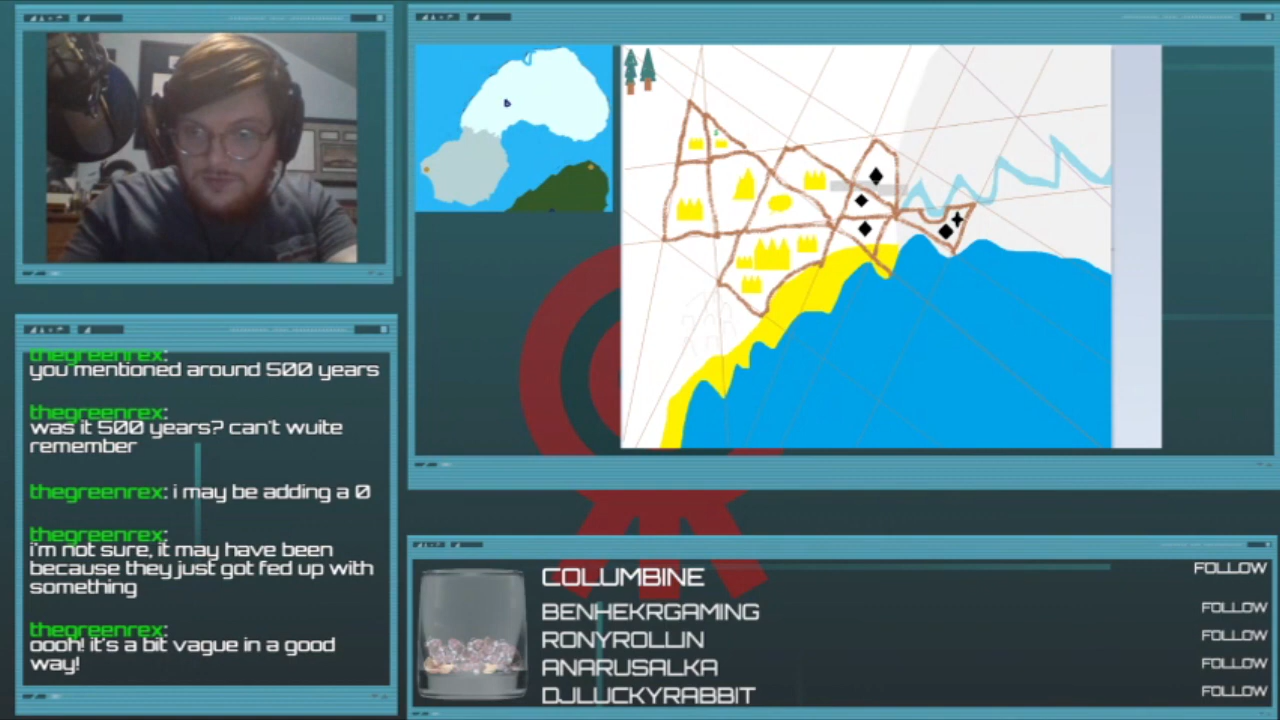 thegreenrex:
you mentioned around 500 years
thegreenrex:
was it 500 years? can't wuite
remember
thegreenrex: i may be adding a 0
thegreenrex:
i'm not sure, it may have been
because they just got fed up with
something
thegreenrex:
oooh! it's a bit vague in a good
way!
COLUMBINE FOLLOW
BENHEKRGAMING FOLLOW
RONYROLLIN FOLLOW
ANARUSALKA FOLLOW
DJLUCKYRABBIT FOLLOW